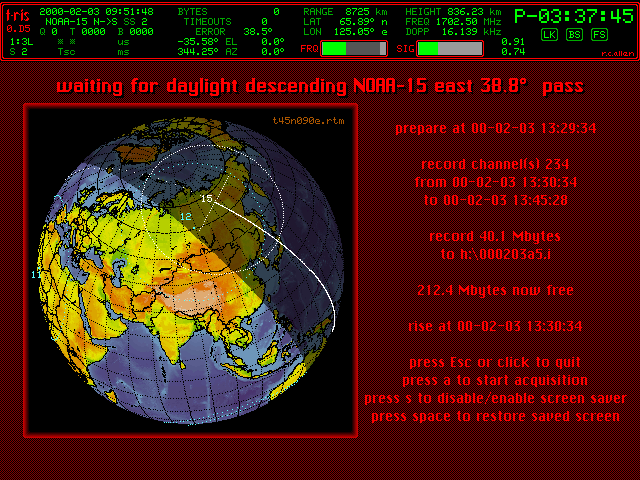 tris 2000-02-03 09:51:48 BYTES 0 RANGE 8725 km HEIGHT 836.23 km P-03:37:45
0.D5 NOAA-15 N->S SS 2 TIMEOUTS 0 LAT 65.89° n FREQ 1702.50 MHz
Q 0 T 0000 B 0000 ERROR 38.5° LON 105.05° e DOPP 16.139 kHz LK BS FS
1:3L us -35.58° EL 0.0° FRQ SIG 0.91
S 2 Tsc ms 344.25° AZ 0.0° 0.74 r.c.allen
waiting for daylight descending NOAA-15 east 38.8° pass
t45n090e.rtm
15
12
prepare at 00-02-03 13:29:34
record channel(s) 234
from 00-02-03 13:30:34
to 00-02-03 13:45:28
record 40.1 Mbytes
to h:\000203a5.i
212.4 Mbytes now free
rise at 00-02-03 13:30:34
press Esc or click to quit
press a to start acquisition
press s to disable/enable screen saver
press space to restore saved screen